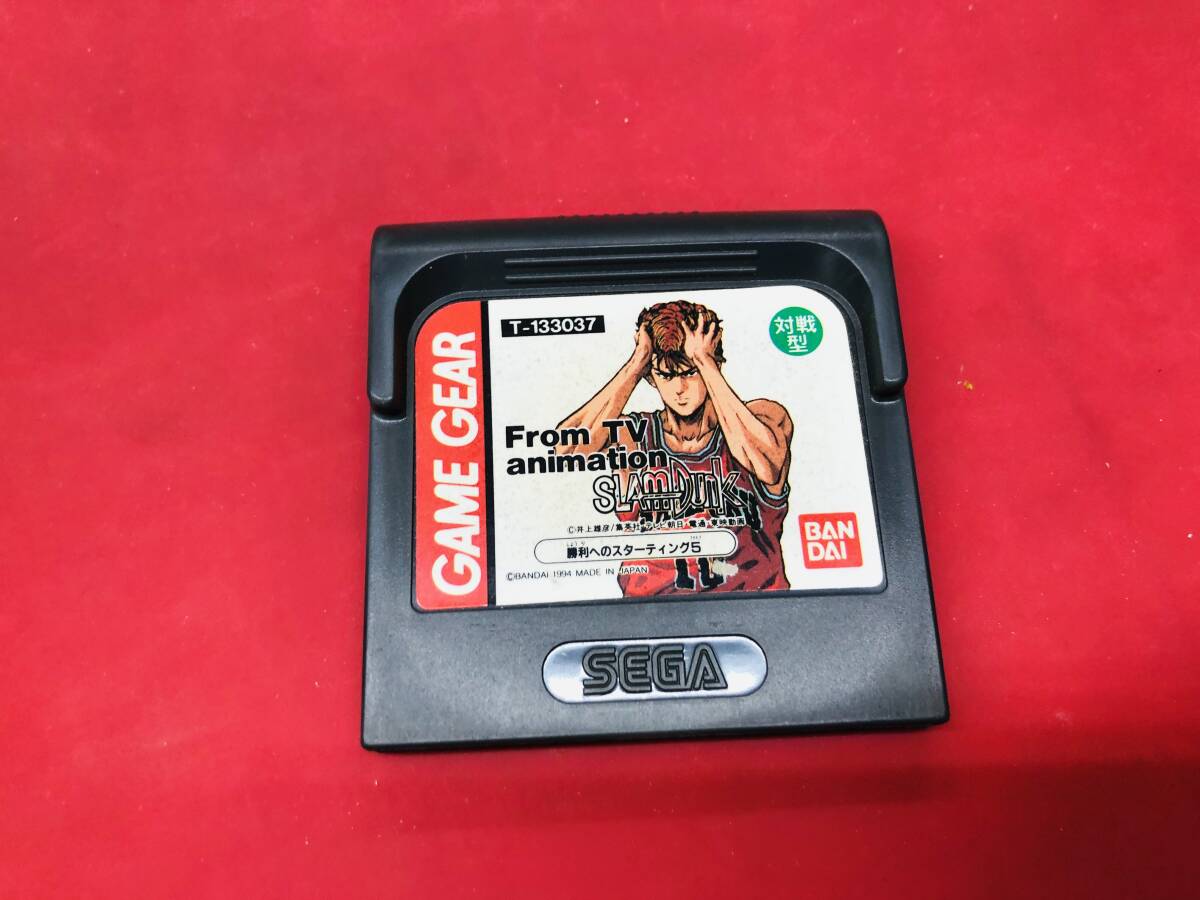 GAME GEAR
T-133037
対戦
型
From TV
animation
SLAM DUNK
©井上雄彦/集英社・テレビ朝日・電通・東映動画
勝利へのスターティング5
©BANDAI 1994 MADE IN JAPAN
BAN
DAI
SEGA